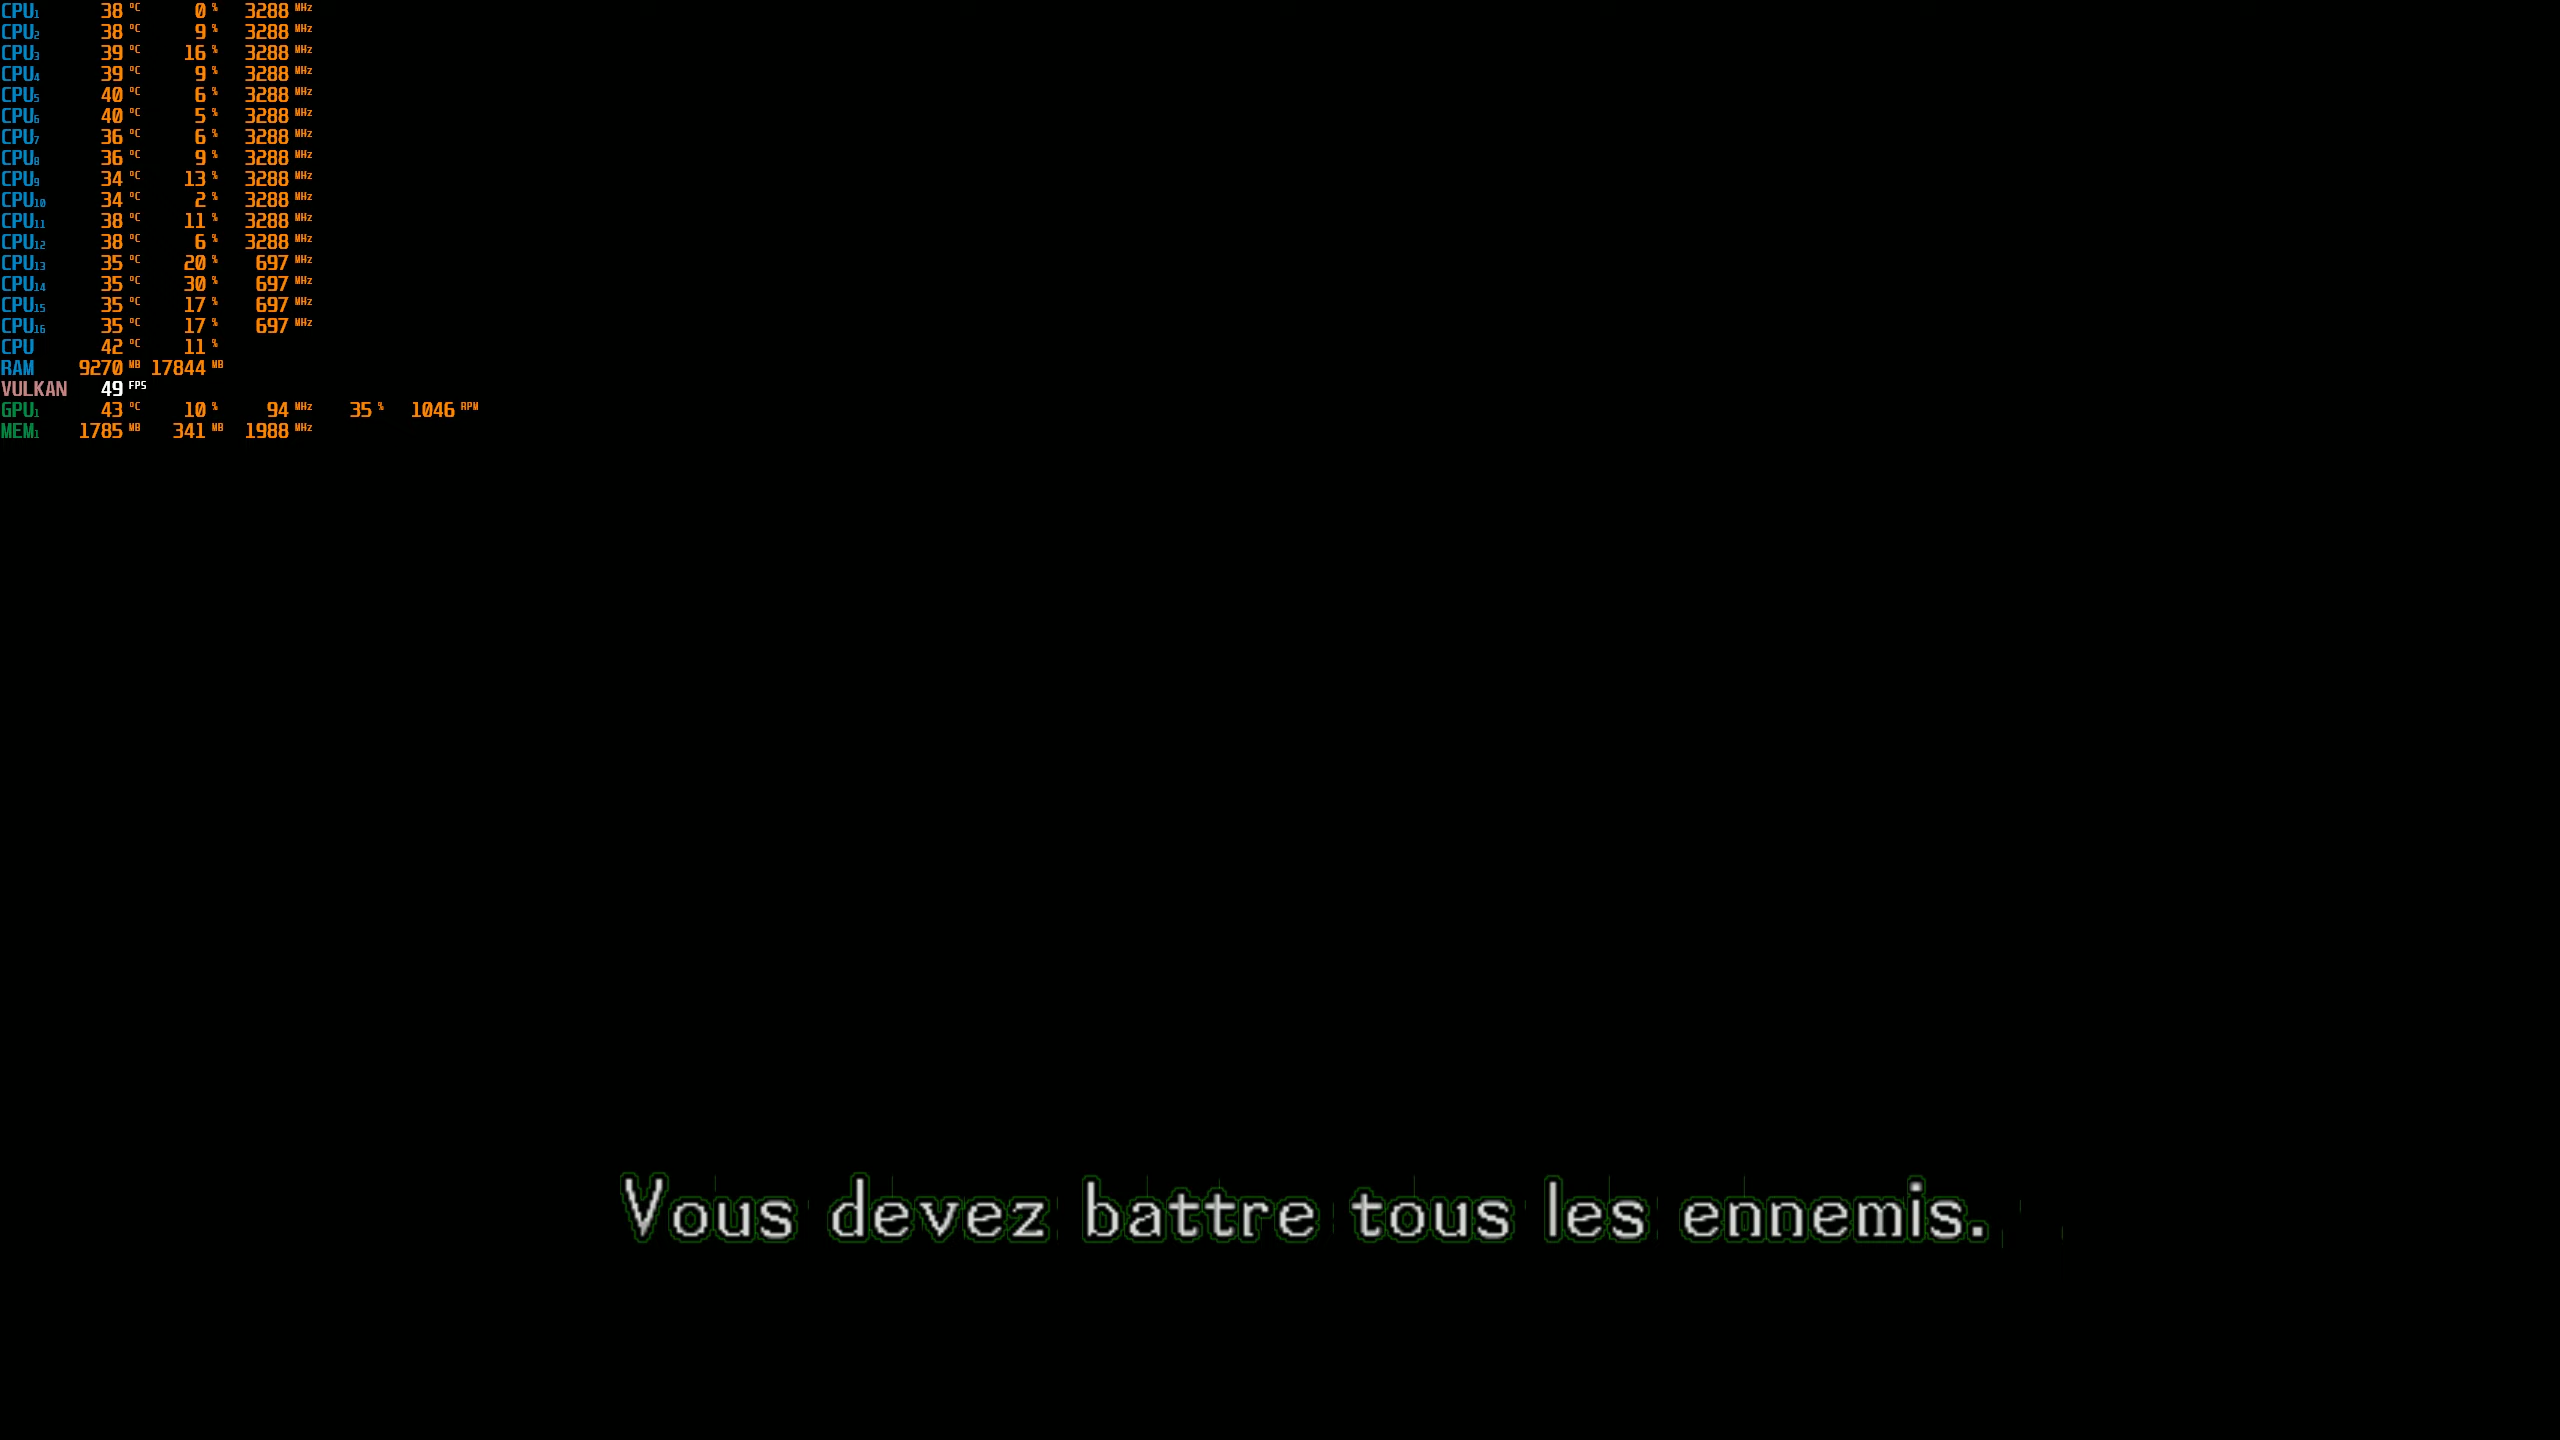 CPU1 38 °C 0 % 3288 MHz
CPU2 38 °C 9 % 3288 MHz
CPU3 39 °C 16 % 3288 MHz
CPU4 39 °C 9 % 3288 MHz
CPU5 40 °C 6 % 3288 MHz
CPU6 40 °C 5 % 3288 MHz
CPU7 36 °C 6 % 3288 MHz
CPU8 36 °C 9 % 3288 MHz
CPU9 34 °C 13 % 3288 MHz
CPU10 34 °C 2 % 3288 MHz
CPU11 38 °C 11 % 3288 MHz
CPU12 38 °C 6 % 3288 MHz
CPU13 35 °C 20 % 697 MHz
CPU14 35 °C 30 % 697 MHz
CPU15 35 °C 17 % 697 MHz
CPU16 35 °C 17 % 697 MHz
CPU 42 °C 11 %
RAM 9270 MB 17844 MB
VULKAN 49 FPS
GPU1 43 °C 10 % 94 MHz 35 % 1046 RPM
MEM1 1785 MB 341 MB 1988 MHz
Vous devez battre tous les ennemis.